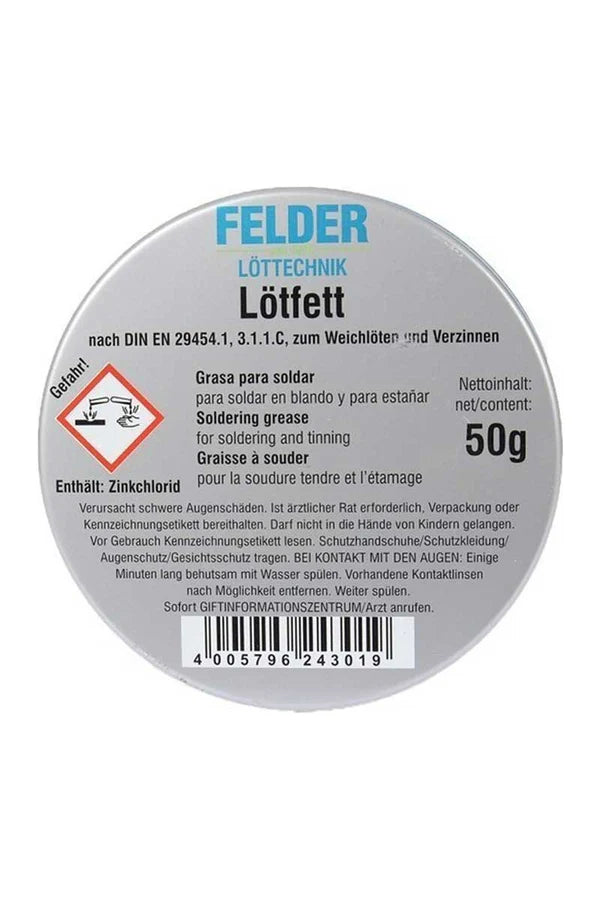 FELDER
LÖTTECHNIK
Lötfett
nach DIN EN 29454.1, 3.1.1.C, zum Weichlöten und Verzinnen
Gefahr!
Enthält: Zinkchlorid
Grasa para soldar
para soldar en blando y para estañar
Soldering grease
for soldering and tinning
Graisse à souder
pour la soudure tendre et l'étamage
Nettoinhalt:
net/content:
50g
Verursacht schwere Augenschäden. Ist ärztlicher Rat erforderlich, Verpackung oder
Kennzeichnungsetikett bereithalten. Darf nicht in die Hände von Kindern gelangen.
Vor Gebrauch Kennzeichnungsetikett lesen. Schutzhandschuhe/Schutzkleidung/
Augenschutz/Gesichtsschutz tragen. BEI KONTAKT MIT DEN AUGEN: Einige
Minuten lang behutsam mit Wasser spülen. Vorhandene Kontaktlinsen
nach Möglichkeit entfernen. Weiter spülen.
Sofort GIFTINFORMATIONSZENTRUM/Arzt anrufen.
4 005796 243019